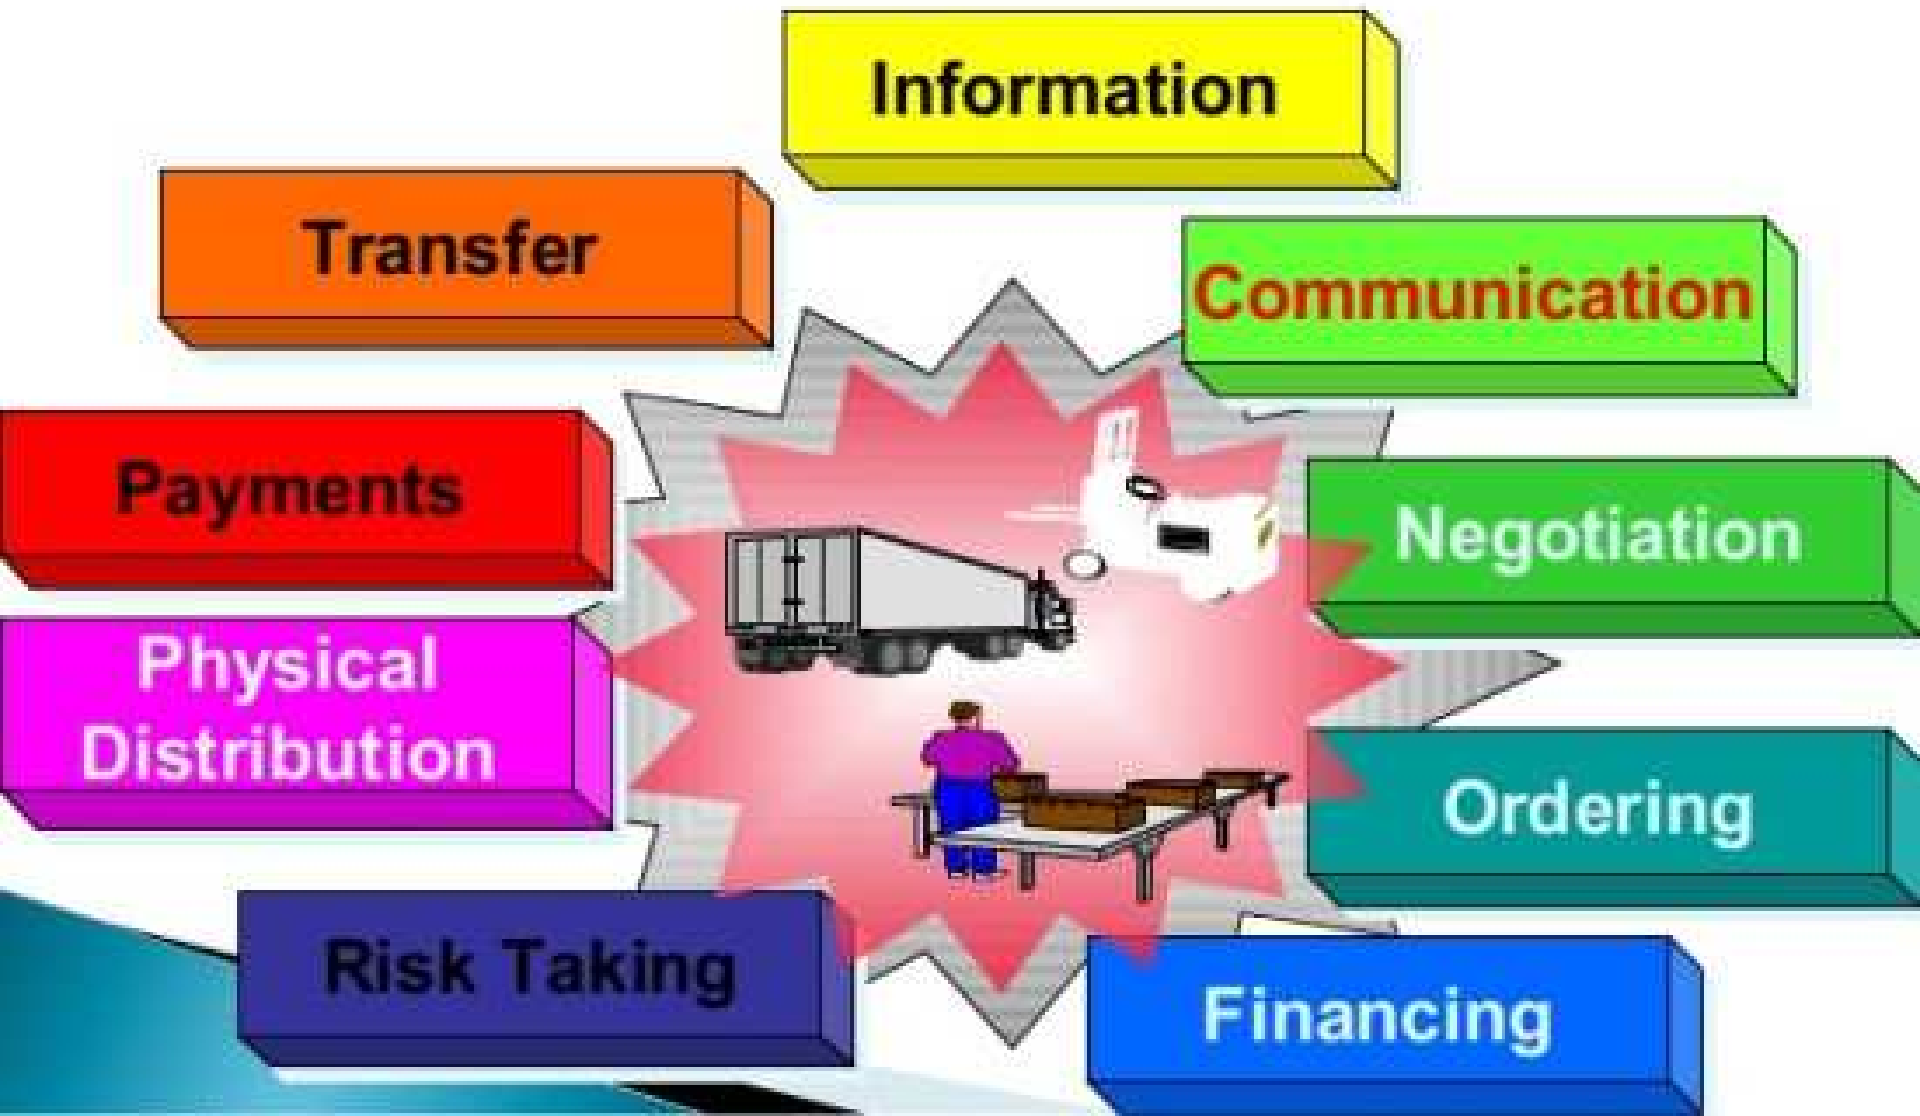 Information
Transfer
Communication
Payments
Negotiation
Physical
Distribution
Ordering
Risk Taking
Financing